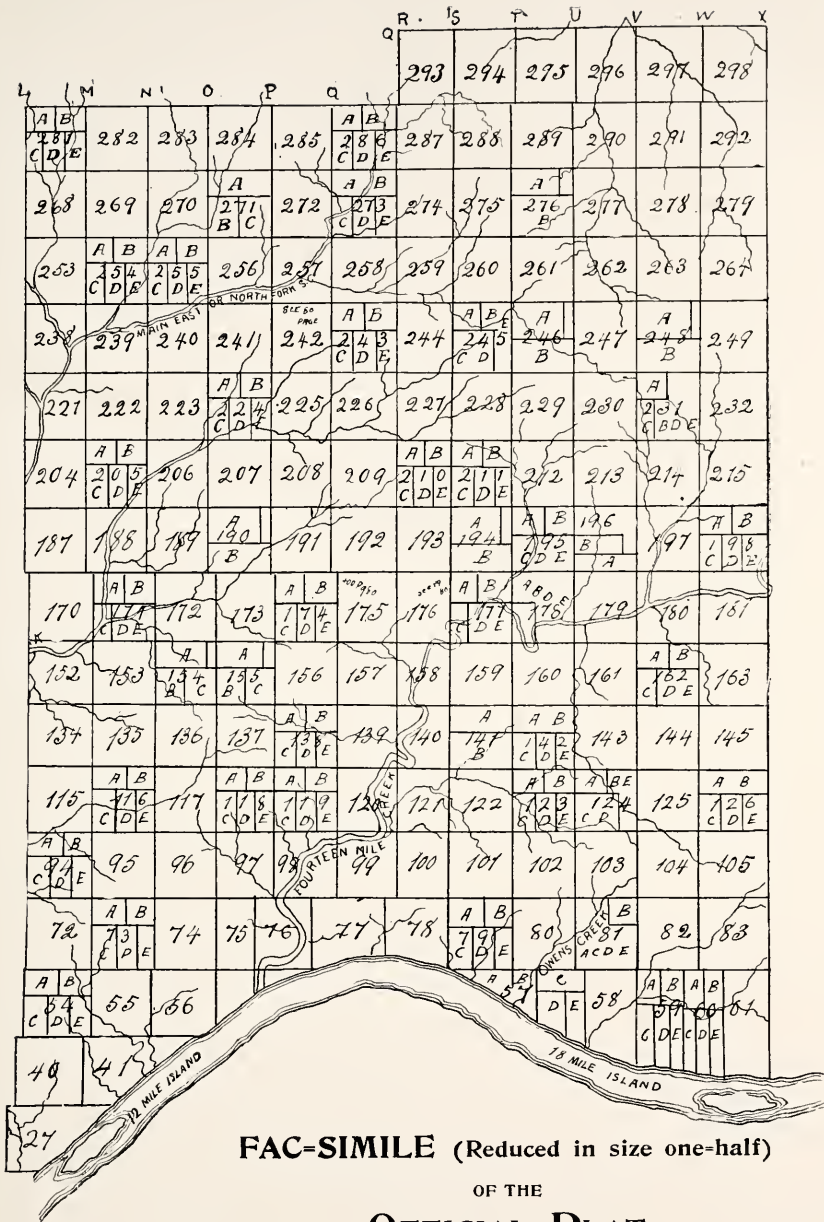 R. S T U V W X
Q
293 294 295 296 297 298
L M N O P Q
A B A B
281 282 283 284 285 286 287 288 289 290 291 292
C D E C D E
A A B A
268 269 270 271 272 273 274 275 276 277 278 279
B C C D E B
A B A B
253 254 255 256 257 258 259 260 261 262 263 264
C D E C D E
MAIN EAST OR NORTH FORK
SEE 60
PAGE
A B A B E A A
238 239 240 241 242 243 244 245 246 247 248 249
C D E C D B B
A B A
221 222 223 224 225 226 227 228 229 230 231 232
C D E C B D E
A B A B A B
204 205 206 207 208 209 210 211 212 213 214 215
C D E C D E C D E
A A A B A B
187 188 189 190 191 192 193 194 195 196 197 198
B B C D E B A C D E
A B A B A B A B D E
170 171 172 173 174 175 176 177 178 179 180 181
C D E C D E C D E
K
A A A B
152 153 154 155 156 157 158 159 160 161 162 163
B C B C C D E
A B A A B
134 135 136 137 138 139 140 141 142 143 144 145
C D E B C D E
A B A B A B A B A B E A B
115 116 117 118 119 120 121 122 123 124 125 126
C D E C D E C D E C D E C D C D E
A B
94 95 96 97 98 99 100 101 102 103 104 105
C D E
FOURTEEN MILE CREEK
A B A B B
72 73 74 75 76 77 78 79 80 81 82 83
C D E C D E A C D E
OWENS CREEK
A B A B C A B A B
54 55 56 57 58 59 60 61
C D E D E C D E C D E
40 41
12 MILE ISLAND
18 MILE ISLAND
27
FAC=SIMILE (Reduced in size one=half)
OF THE
OFFICIAL PLAT